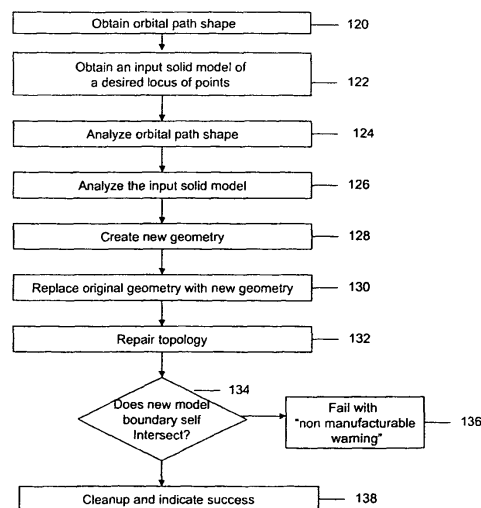 Obtain orbital path shape
120
Obtain an input solid model of
a desired locus of points
122
Analyze orbital path shape
124
Analyze the input solid model
126
Create new geometry
128
Replace original geometry with new geometry
130
Repair topology
132
134
Does new model
boundary self
Intersect?
Fail with
"non manufacturable
warning"
136
Cleanup and indicate success
138